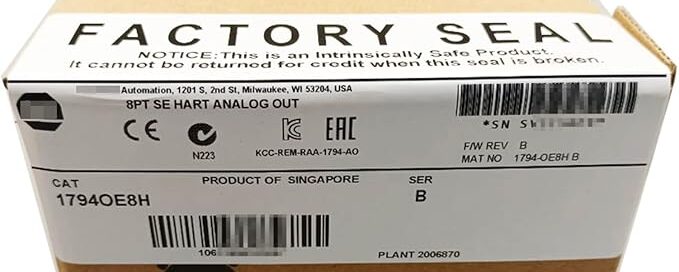 FACTORY SEAL
NOTICE:This is an Intrinsically Safe Product.
It cannot be returned for credit when this seal is broken.
Automation, 1201 S, 2nd St, Milwaukee, WI 53204, USA
8PT SE HART ANALOG OUT
CE
N223
EAC
KCC-REM-RAA-1794-AO
*SN
F/W REV B
MAT NO 1794-OE8H B
CAT
1794OE8H
PRODUCT OF SINGAPORE
SER
B
106
PLANT 2006870